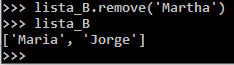 >>> lista_B.remove('Martha')
>>> lista_B
['Maria', 'Jorge']
>>>